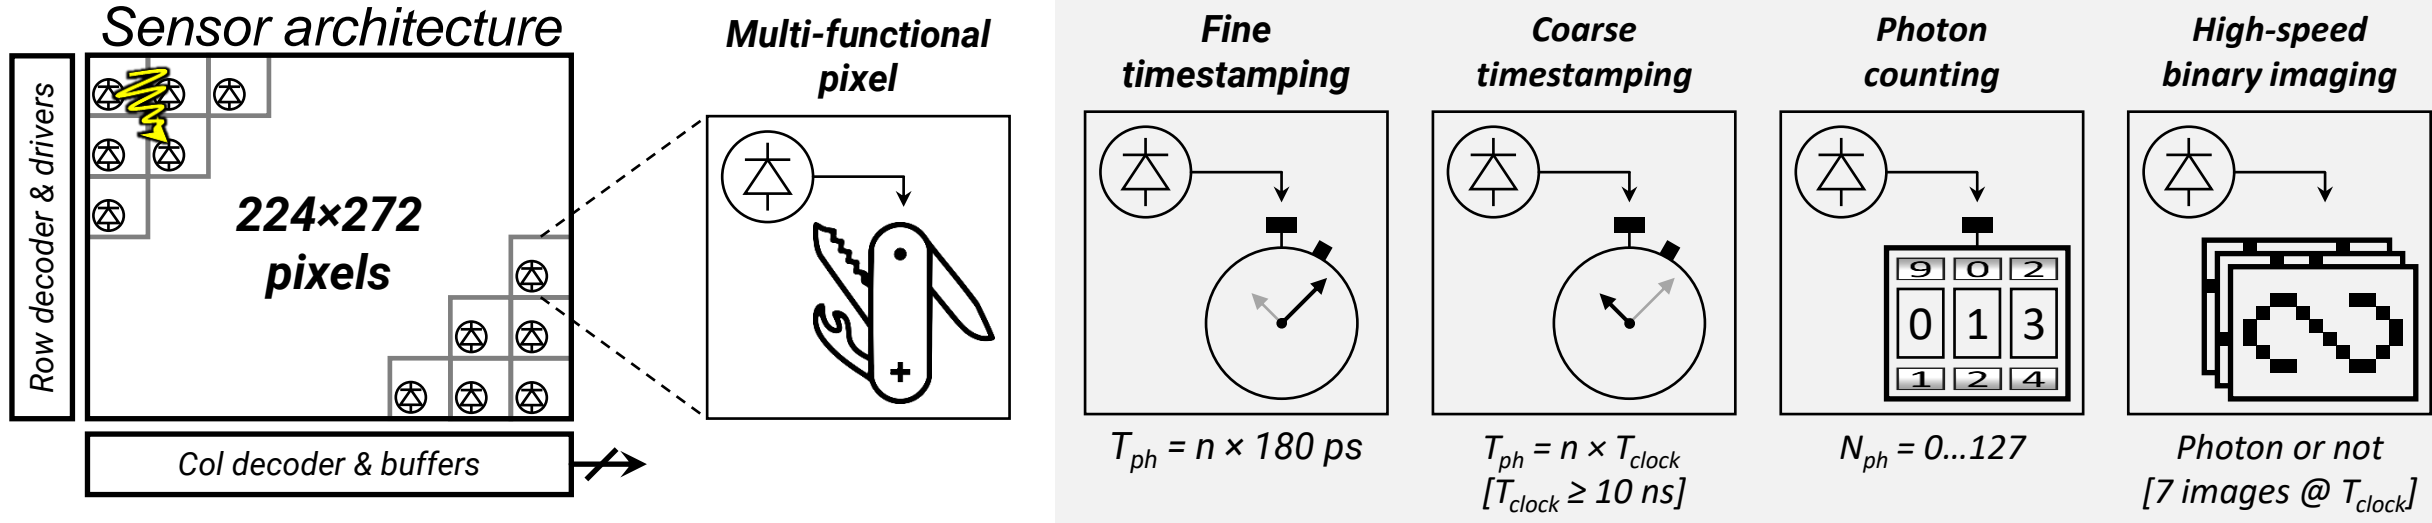 Sensor architecture
Row decoder & drivers
224×272
pixels
Col decoder & buffers
Multi-functional
pixel
Fine
timestamping
T_ph = n × 180 ps
Coarse
timestamping
T_ph = n × T_clock
[T_clock ≥ 10 ns]
Photon
counting
9 0 2
0 1 3
1 2 4
N_ph = 0...127
High-speed
binary imaging
Photon or not
[7 images @ T_clock]